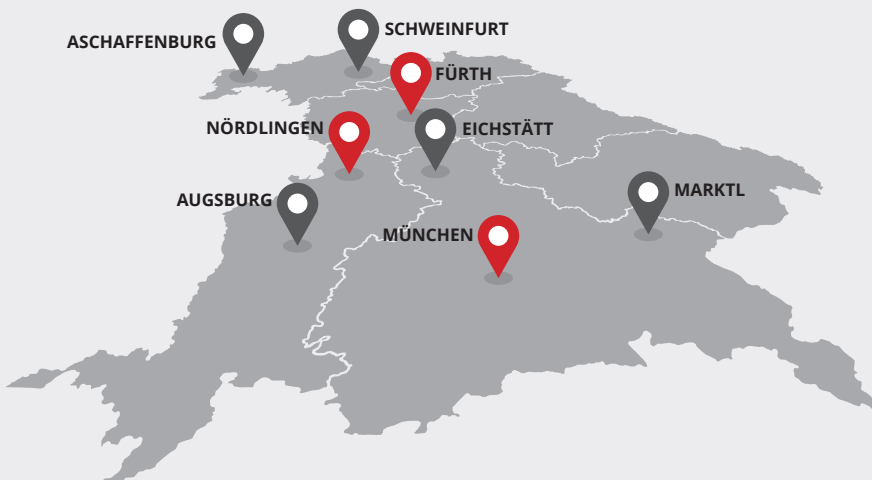 SCHWEINFURT
ASCHAFFENBURG
FÜRTH
NÖRDLINGEN
EICHSTÄTT
MARKTL
AUGSBURG
MÜNCHEN